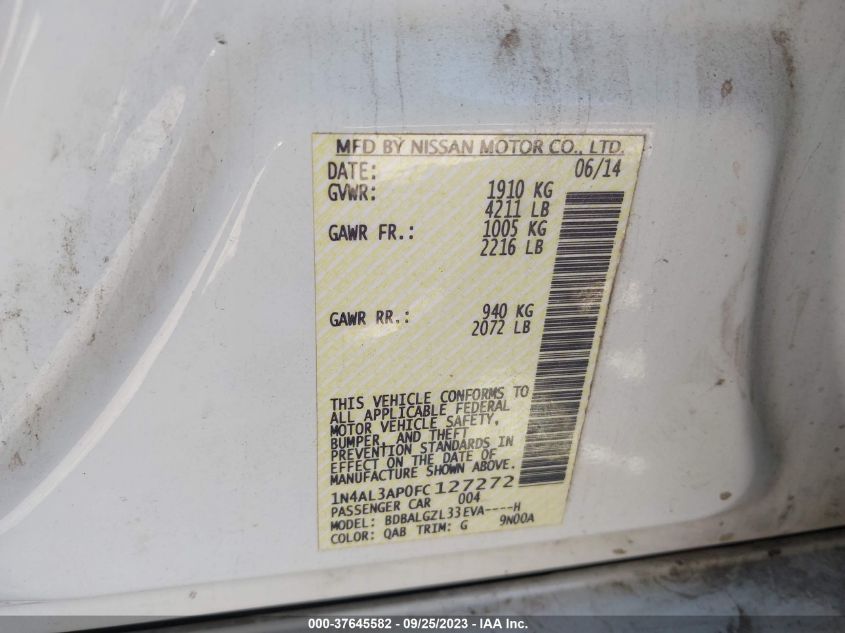 MFD BY NISSAN MOTOR CO., LTD.
DATE: 06/14
GVWR: 1910 KG
4211 LB
GAWR FR.: 1005 KG
2216 LB
GAWR RR.: 940 KG
2072 LB
THIS VEHICLE CONFORMS TO
ALL APPLICABLE FEDERAL
MOTOR VEHICLE SAFETY,
BUMPER, AND THEFT
PREVENTION STANDARDS IN
EFFECT ON THE DATE OF
MANUFACTURE SHOWN ABOVE.
1N4AL3AP0FC127272
PASSENGER CAR 004
MODEL: BDBALGZL33EVA----H
COLOR: QAB TRIM: G 9N00A
000-37645582 / 09/25/2023 / © Copyright IAA, Inc.